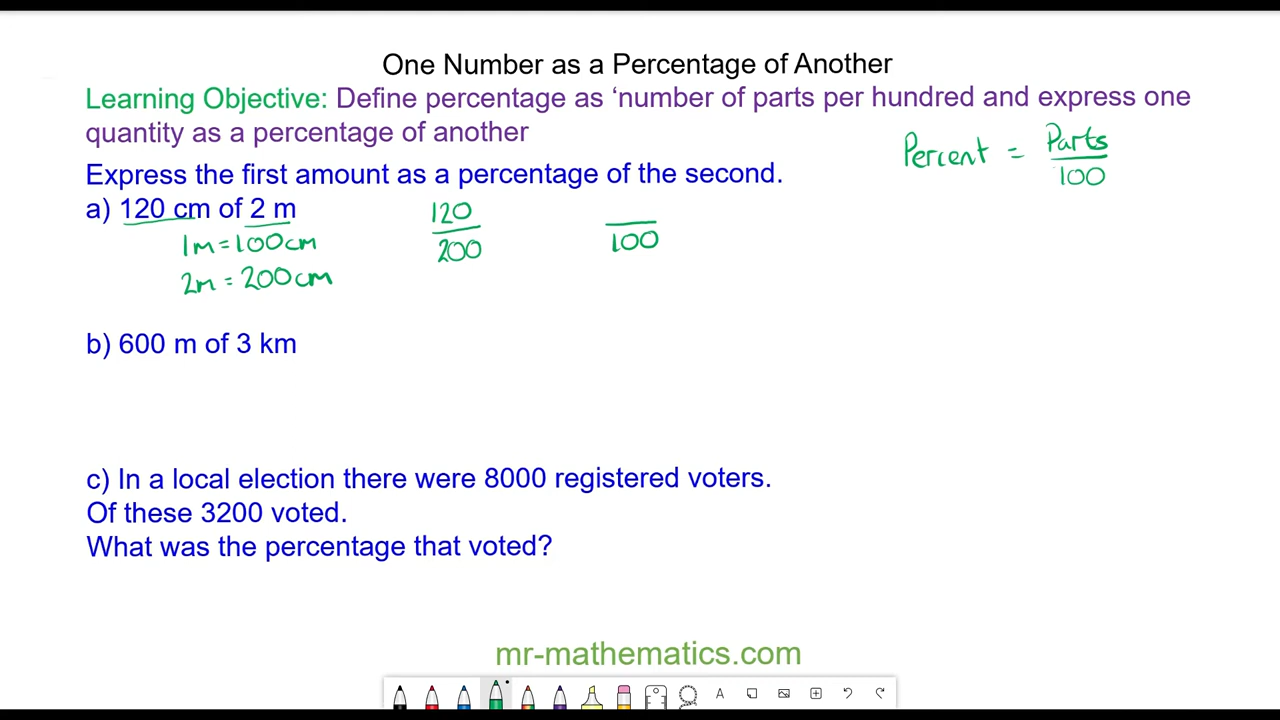 One Number as a Percentage of Another
Learning Objective: Define percentage as ‘number of parts per hundred and express one
quantity as a percentage of another
Percent = Parts
100
Express the first amount as a percentage of the second.
a) 120 cm of 2 m
120
200
100
1m = 100cm
2m = 200cm
b) 600 m of 3 km
c) In a local election there were 8000 registered voters.
Of these 3200 voted.
What was the percentage that voted?
mr-mathematics.com
A